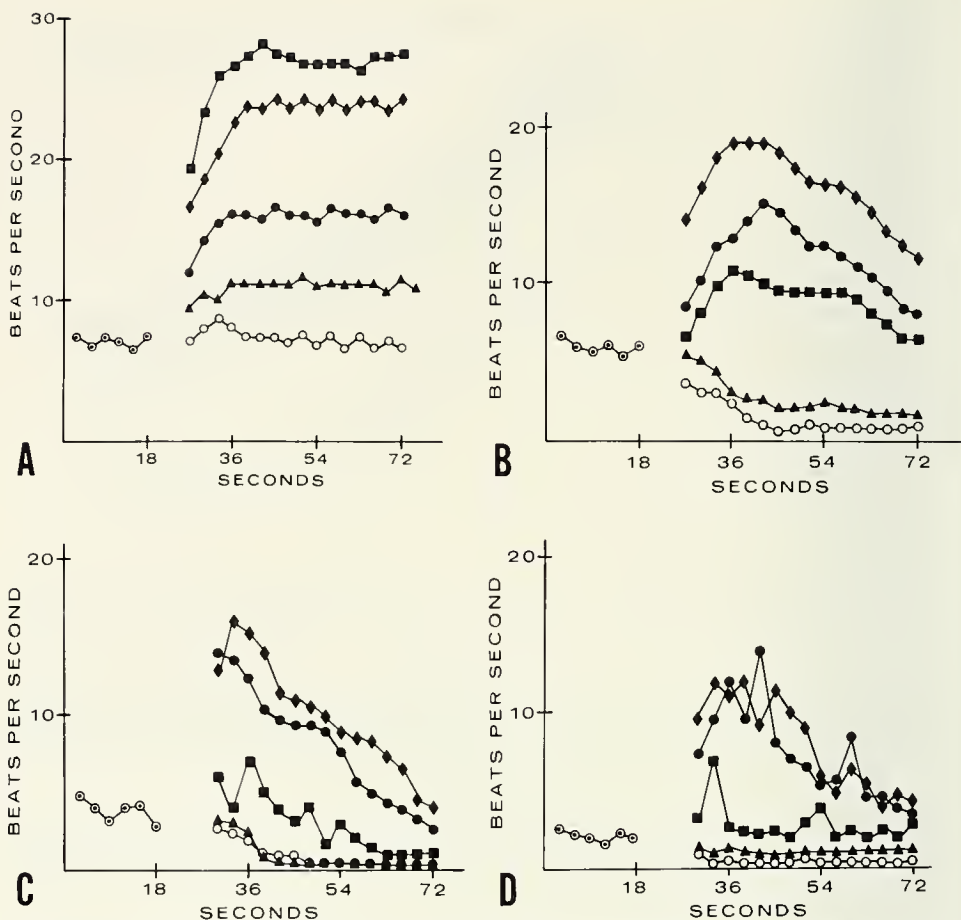 30
20
10
BEATS PER SECOND
18 36 54 72
SECONDS
A
20
10
BEATS PER SECOND
18 36 54 72
SECONDS
B
20
10
BEATS PER SECOND
18 36 54 72
SECONDS
C
20
10
BEATS PER SECOND
18 36 54 72
SECONDS
D